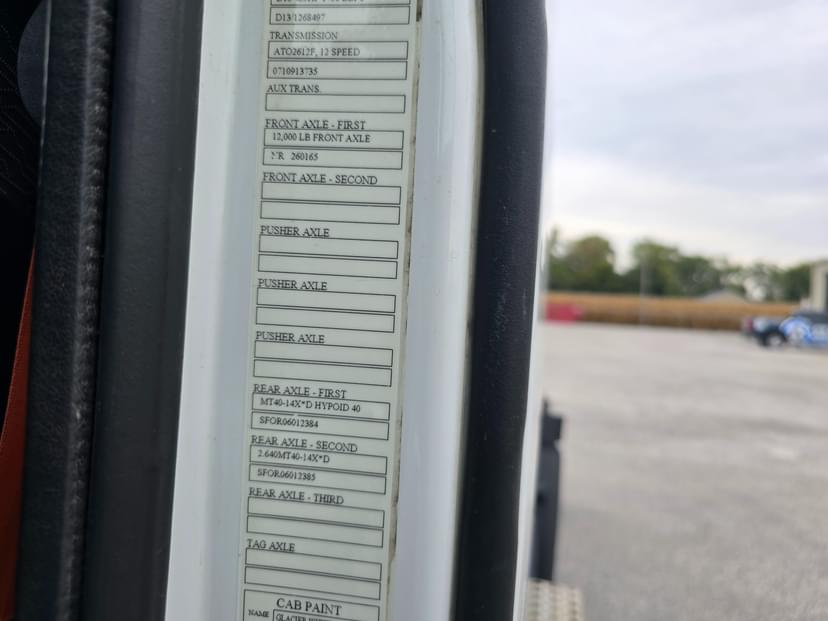 D13/1268497
TRANSMISSION
ATO2612F, 12 SPEED
0710913735
AUX TRANS.
FRONT AXLE - FIRST
12,000 LB FRONT AXLE
260165
FRONT AXLE - SECOND
PUSHER AXLE
PUSHER AXLE
PUSHER AXLE
REAR AXLE - FIRST
MT40-14X*D HYPOID 40
SFOR06012384
REAR AXLE - SECOND
2.640MT40-14X*D
SFOR06012385
REAR AXLE - THIRD
TAG AXLE
CAB PAINT
NAME